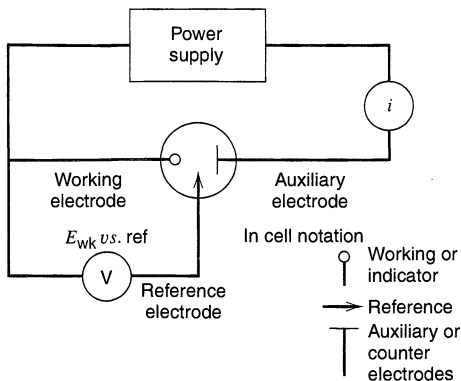 Power
supply
i
Working
electrode
Auxiliary
electrode
E_wk vs. ref
V
Reference
electrode
In cell notation
Working or
indicator
Reference
Auxiliary or
counter
electrodes